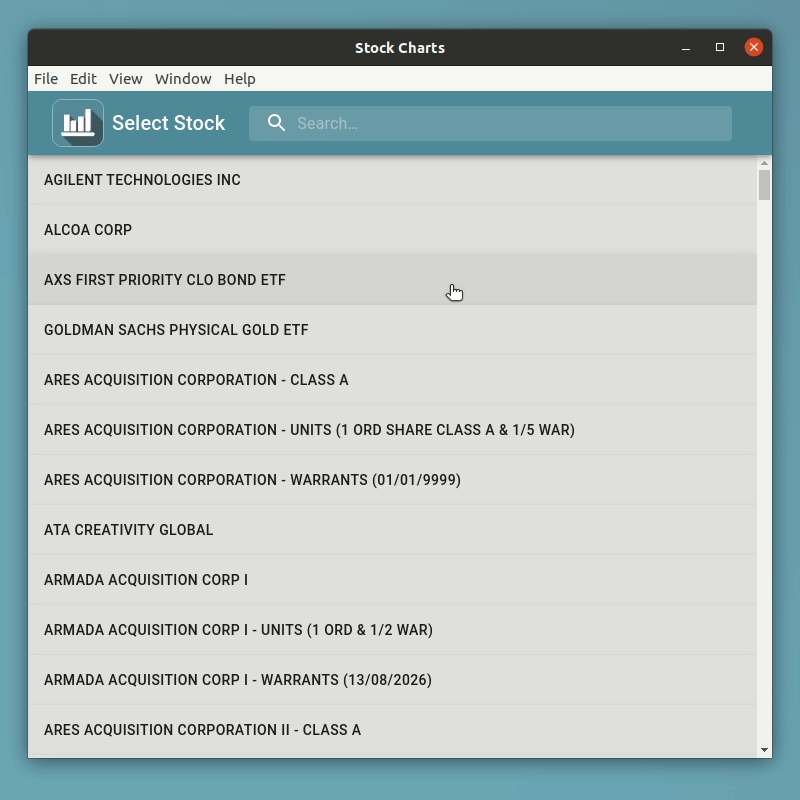 Stock Charts
File Edit View Window Help
Select Stock
Search...
AGILENT TECHNOLOGIES INC
ALCOA CORP
AXS FIRST PRIORITY CLO BOND ETF
GOLDMAN SACHS PHYSICAL GOLD ETF
ARES ACQUISITION CORPORATION - CLASS A
ARES ACQUISITION CORPORATION - UNITS (1 ORD SHARE CLASS A & 1/5 WAR)
ARES ACQUISITION CORPORATION - WARRANTS (01/01/9999)
ATA CREATIVITY GLOBAL
ARMADA ACQUISITION CORP I
ARMADA ACQUISITION CORP I - UNITS (1 ORD & 1/2 WAR)
ARMADA ACQUISITION CORP I - WARRANTS (13/08/2026)
ARES ACQUISITION CORPORATION II - CLASS A